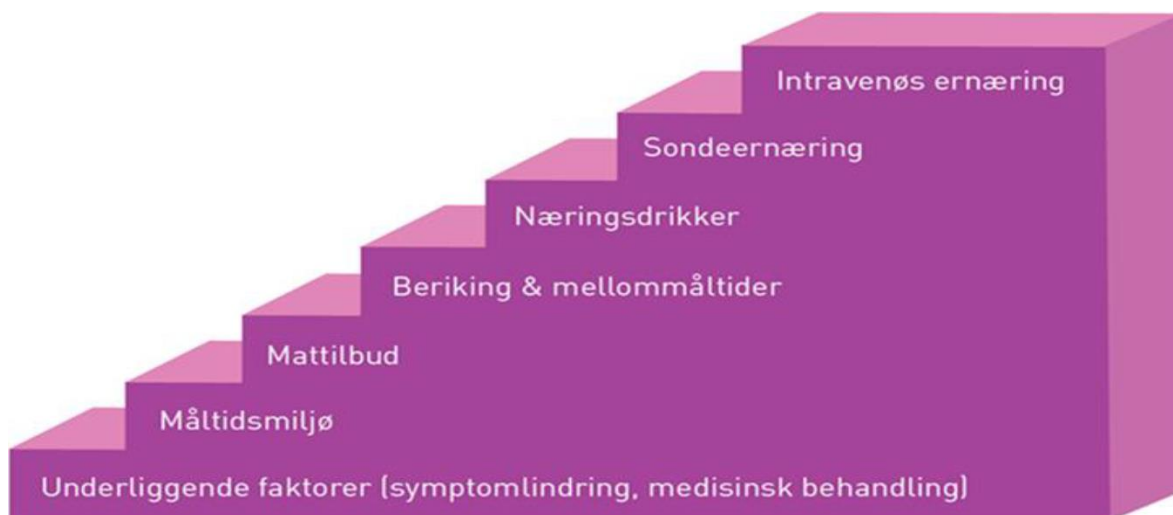 Intravenøs ernæring
Sondeernæring
Næringsdrikker
Beriking & mellommåltider
Mattilbud
Måltidsmiljø
Underliggende faktorer (symptomlindring, medisinsk behandling)